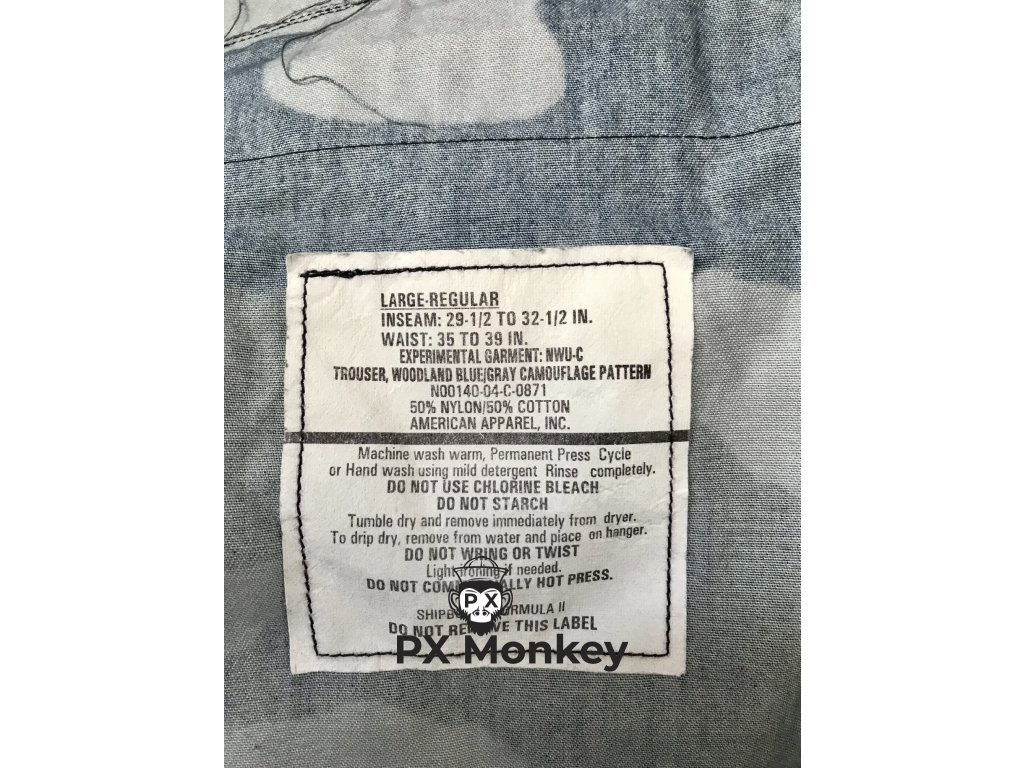 LARGE-REGULAR
INSEAM: 29-1/2 TO 32-1/2 IN.
WAIST: 35 TO 39 IN.
EXPERIMENTAL GARMENT: NWU-C
TROUSER, WOODLAND BLUE/GRAY CAMOUFLAGE PATTERN
N00140-04-C-0871
50% NYLON/50% COTTON
AMERICAN APPAREL, INC.
Machine wash warm, Permanent Press Cycle
or Hand wash using mild detergent Rinse completely.
DO NOT USE CHLORINE BLEACH
DO NOT STARCH
Tumble dry and remove immediately from dryer.
To drip dry, remove from water and place on hanger.
DO NOT WRING OR TWIST
Light ironing if needed.
DO NOT HOT PRESS.
PX
II
DO NOT THIS LABEL
PX Monkey